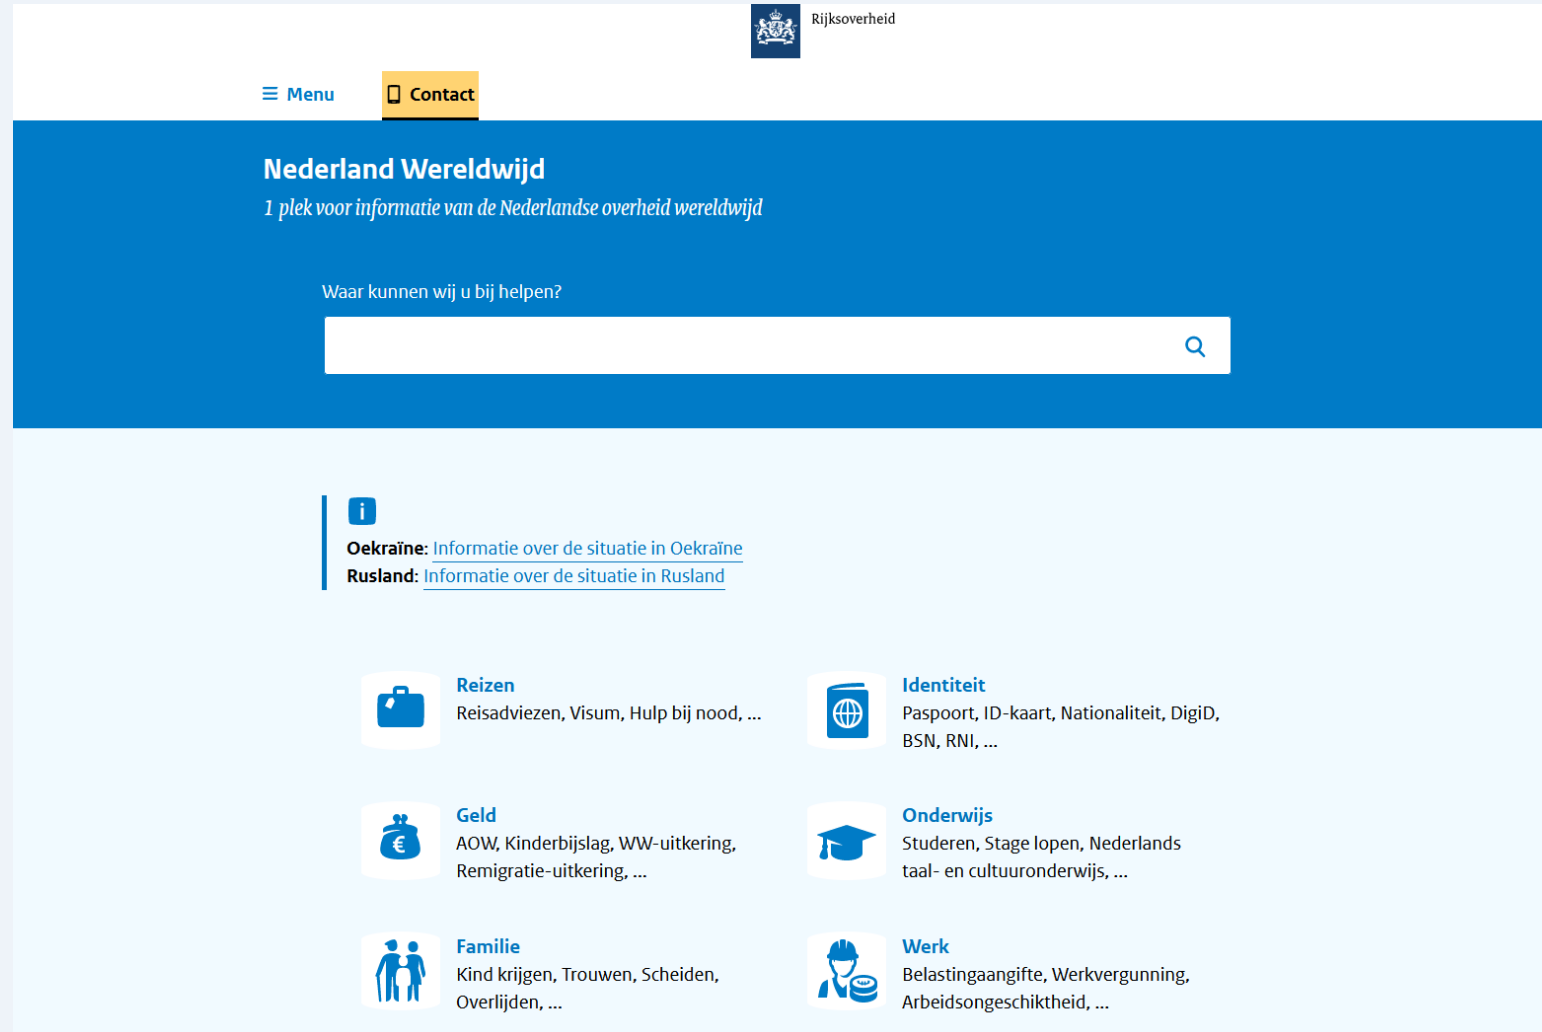 Rijksoverheid
Menu
Contact
Nederland Wereldwijd
1 plek voor informatie van de Nederlandse overheid wereldwijd
Waar kunnen wij u bij helpen?
i
Oekraïne: Informatie over de situatie in Oekraïne
Rusland: Informatie over de situatie in Rusland
Reizen
Reisadviezen, Visum, Hulp bij nood, ...
Identiteit
Paspoort, ID-kaart, Nationaliteit, DigiD,
BSN, RNI, ...
Geld
€
AOW, Kinderbijslag, WW-uitkering,
Remigratie-uitkering, ...
Onderwijs
Studeren, Stage lopen, Nederlands
taal- en cultuuronderwijs, ...
Familie
Kind krijgen, Trouwen, Scheiden,
Overlijden, ...
Werk
Belastingaangifte, Werkvergunning,
Arbeidsongeschiktheid, ...